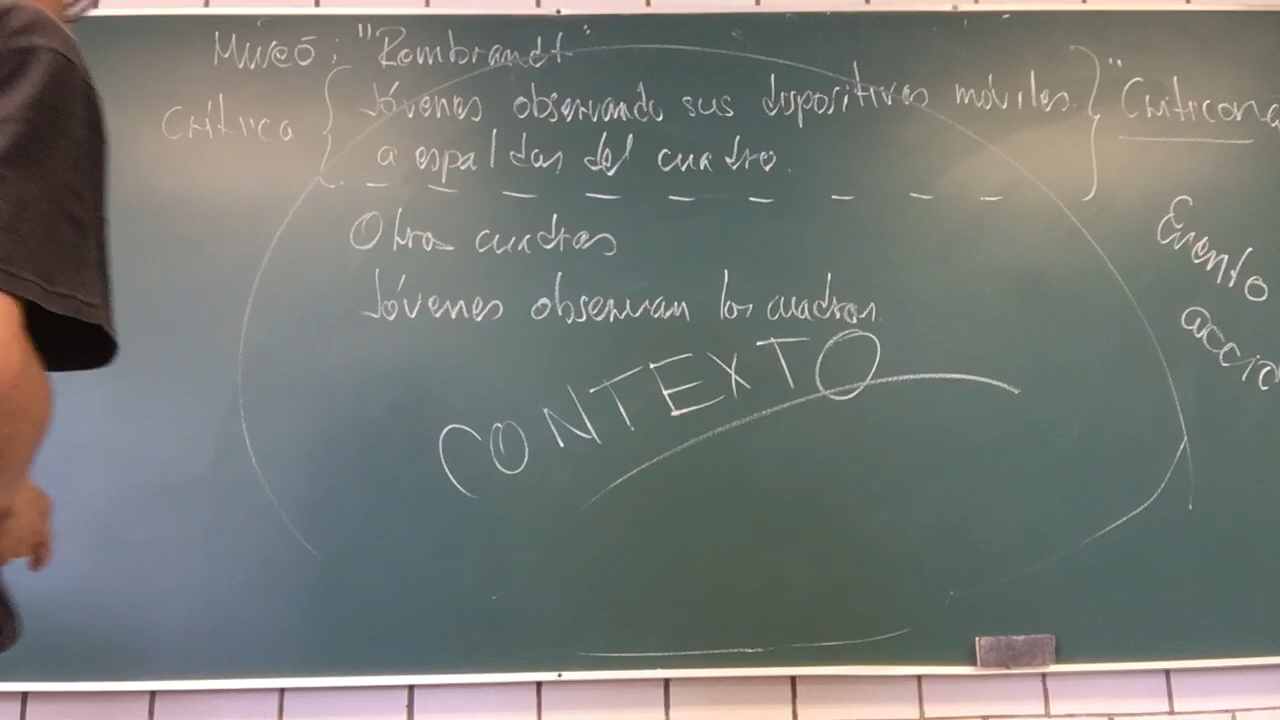 Museo: "Rembrandt"
Crítica { Jóvenes observando sus dispositivos móviles } "Criticona
a espaldas del cuadro.
Otros cuadros
Jóvenes observan los cuadros.
CONTEXTO
Evento
acció